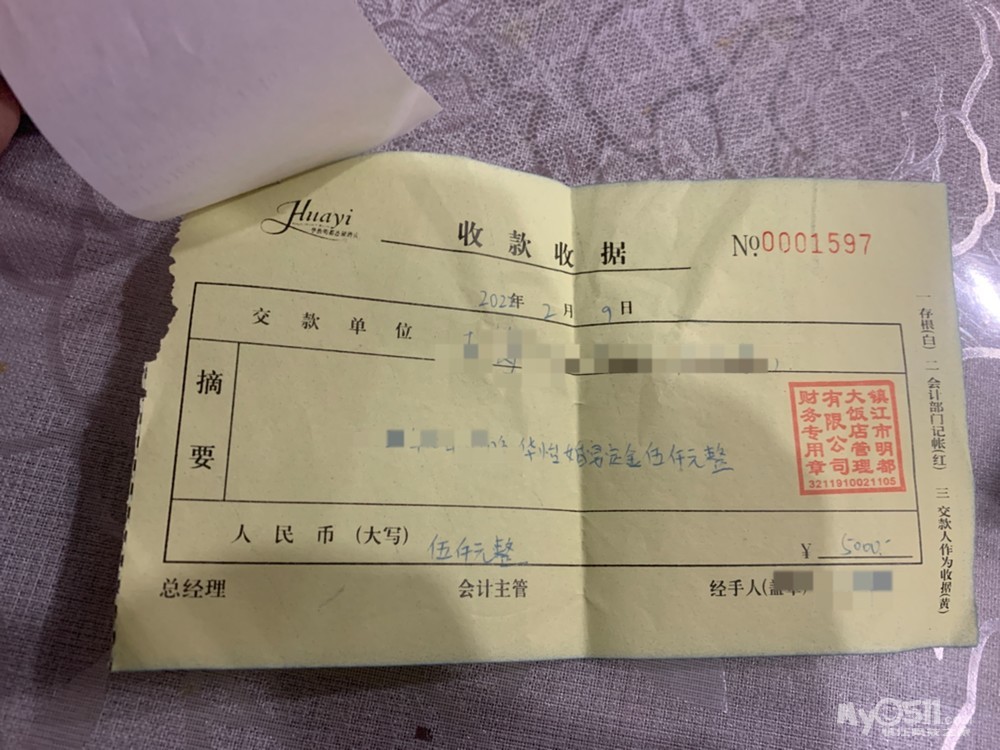 Huayi
收款收据
№0001597
202 年 2 月 9 日
交款单位
摘要
华怡婚宴定金伍仟元整
镇江市明都
大饭店管理
有限公司
财务专用章
3211910021105
人民币(大写) 伍仟元整 ¥ 5000.-
总经理 会计主管 经手人(盖章)
一存根(白) 二会计部门记帐(红) 三交款人作为收据(黄)
MyOSll